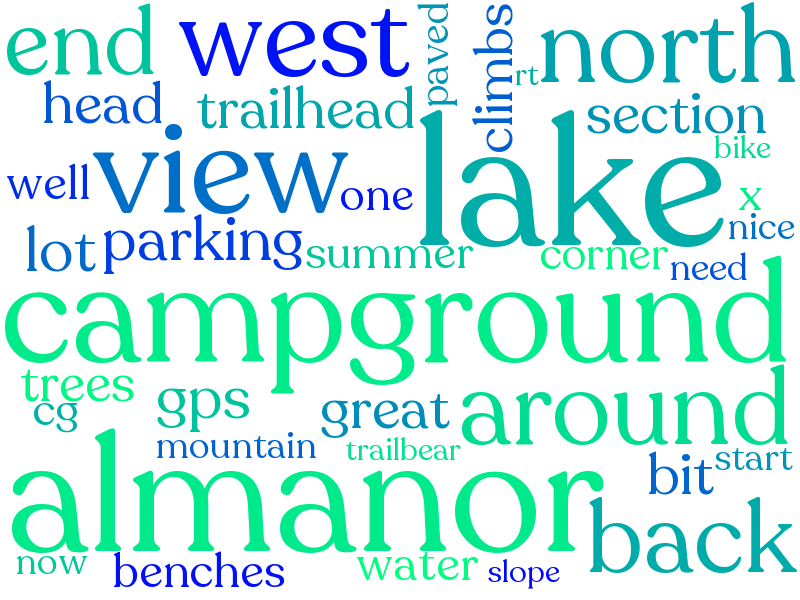 end west paved climbs rt north
head trailhead section
view lake bike
well one x
lot parking summer corner nice
need
campground
trees
cg gps great around
mountain trailbear
almanor bit start
back
now benches water slope